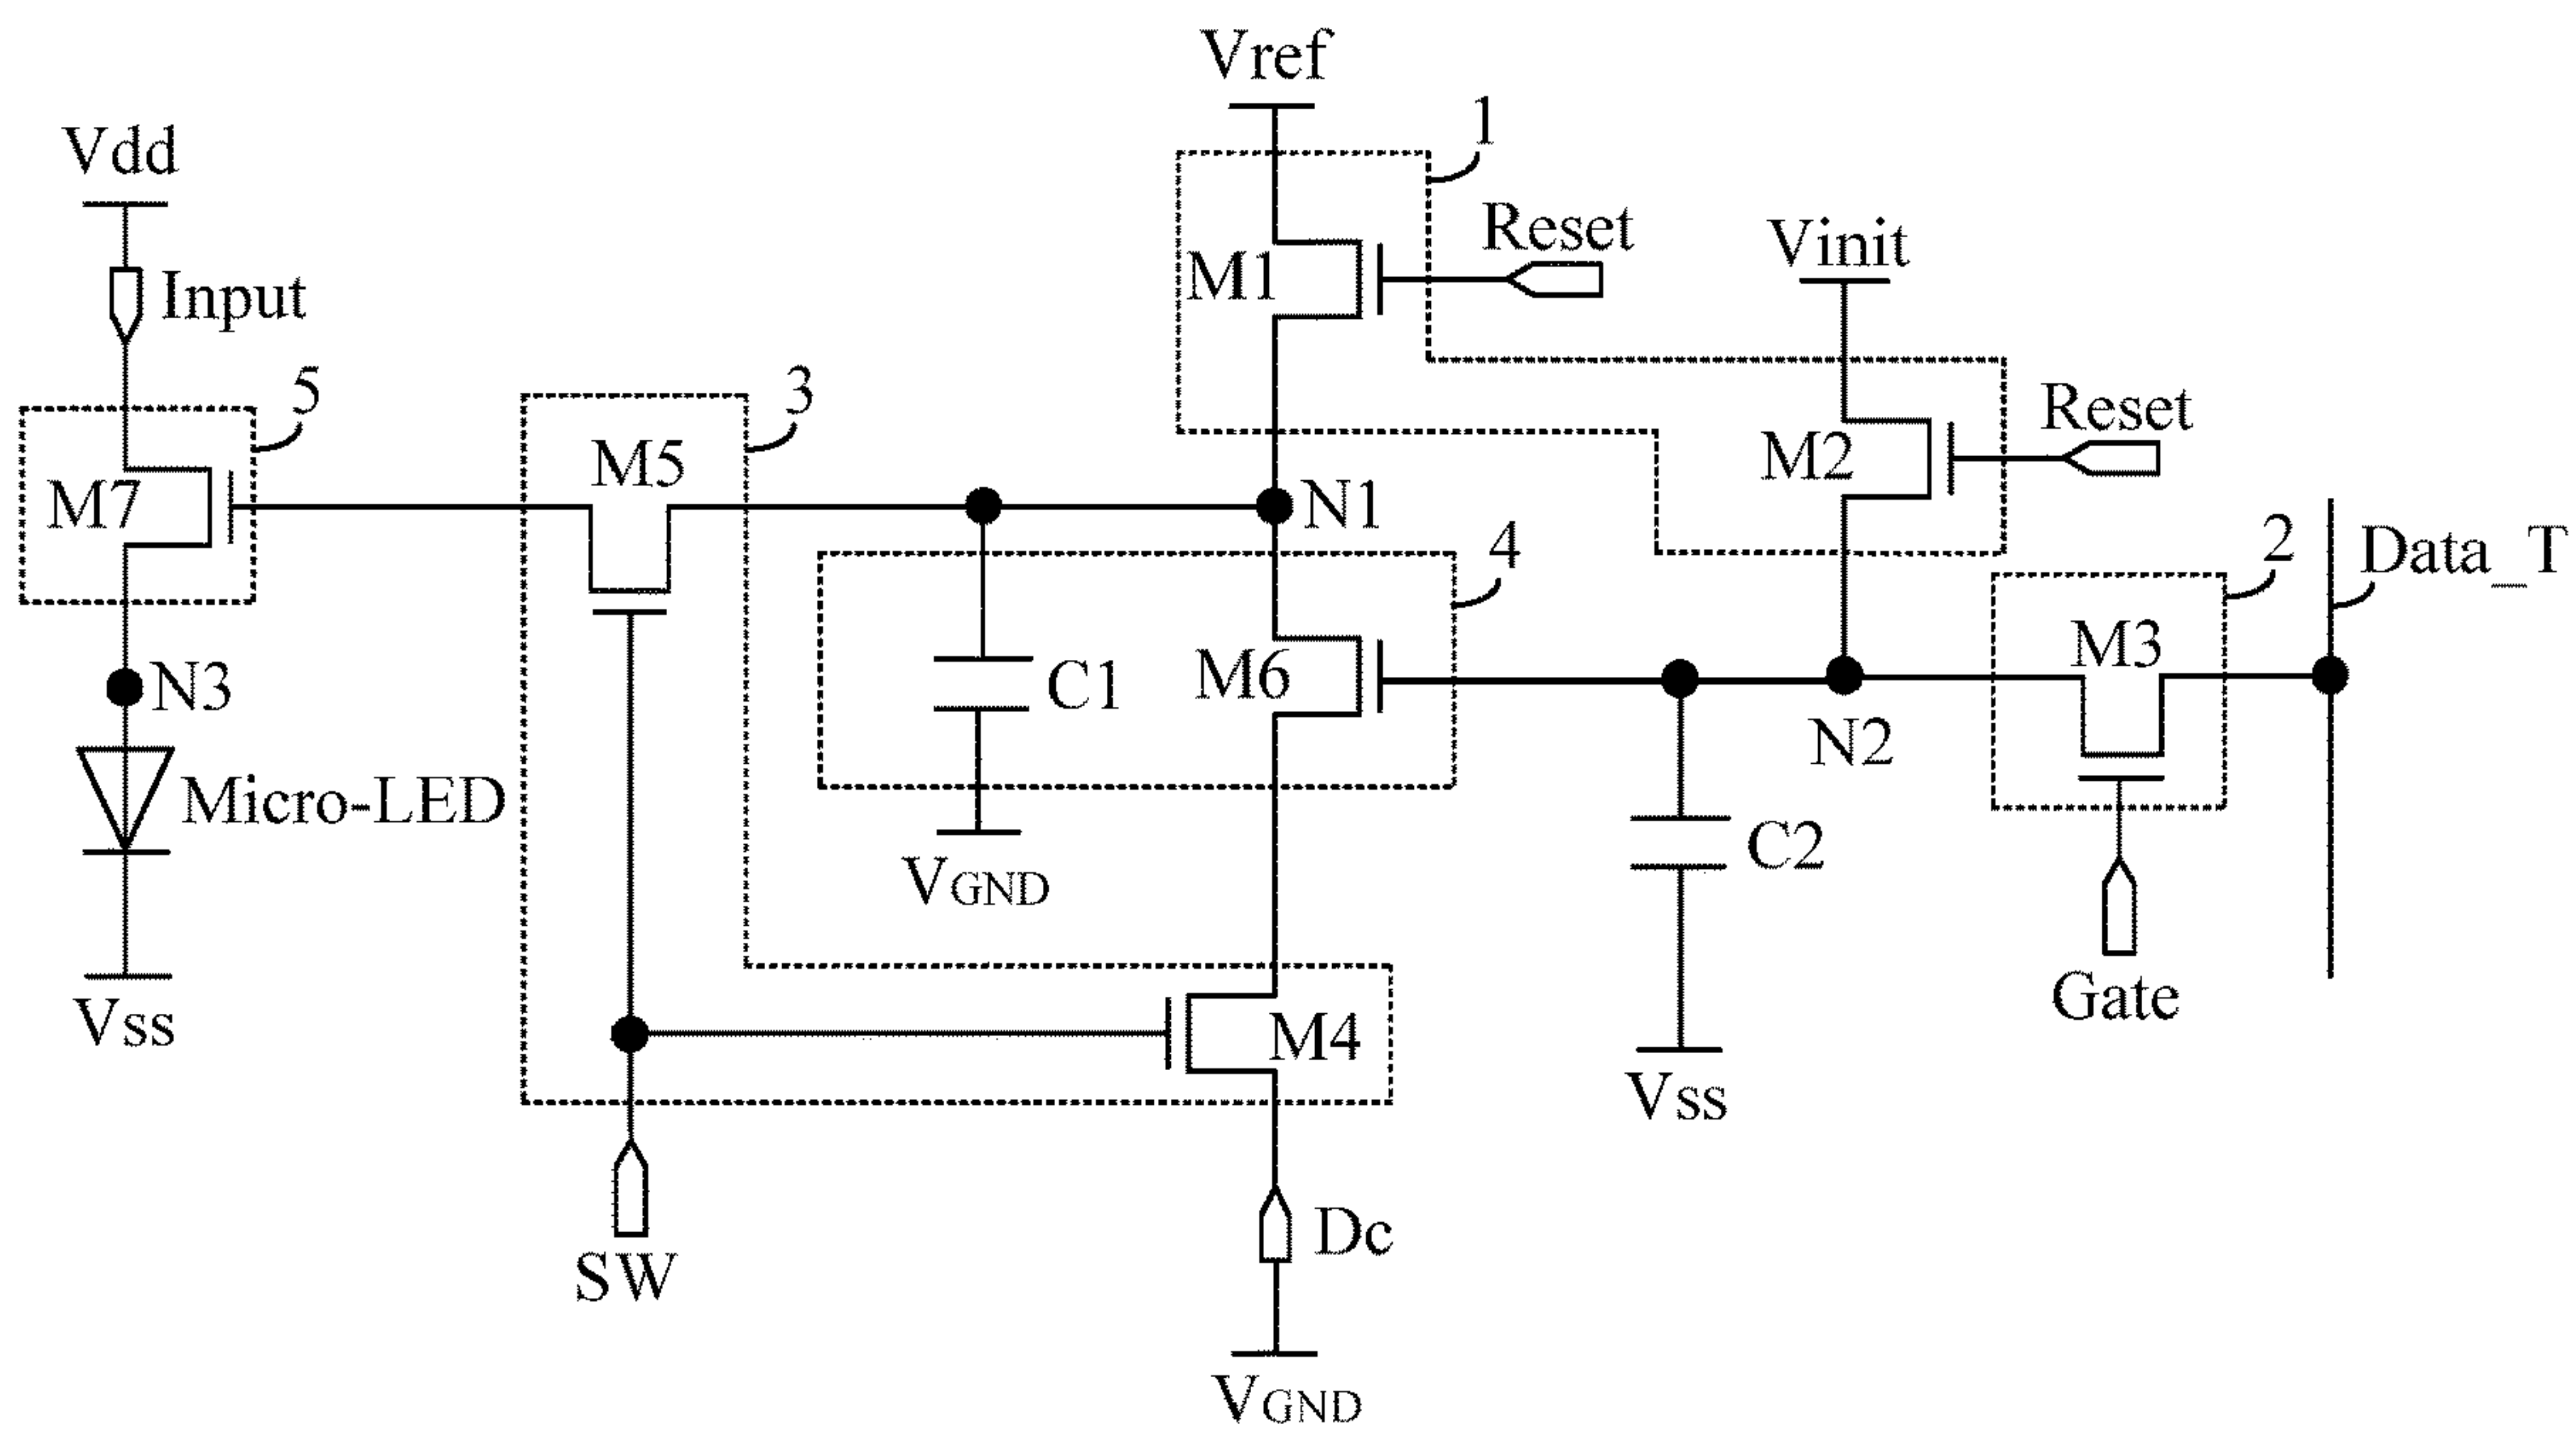 Vref
1
Vdd
Reset
Vinit
M1
Input
5
3
Reset
M5
M2
M7
N1
4
2
Data_T
M3
N3
C1
M6
N2
Micro-LED
C2
VGND
Gate
Vss
M4
Vss
Dc
SW
VGND